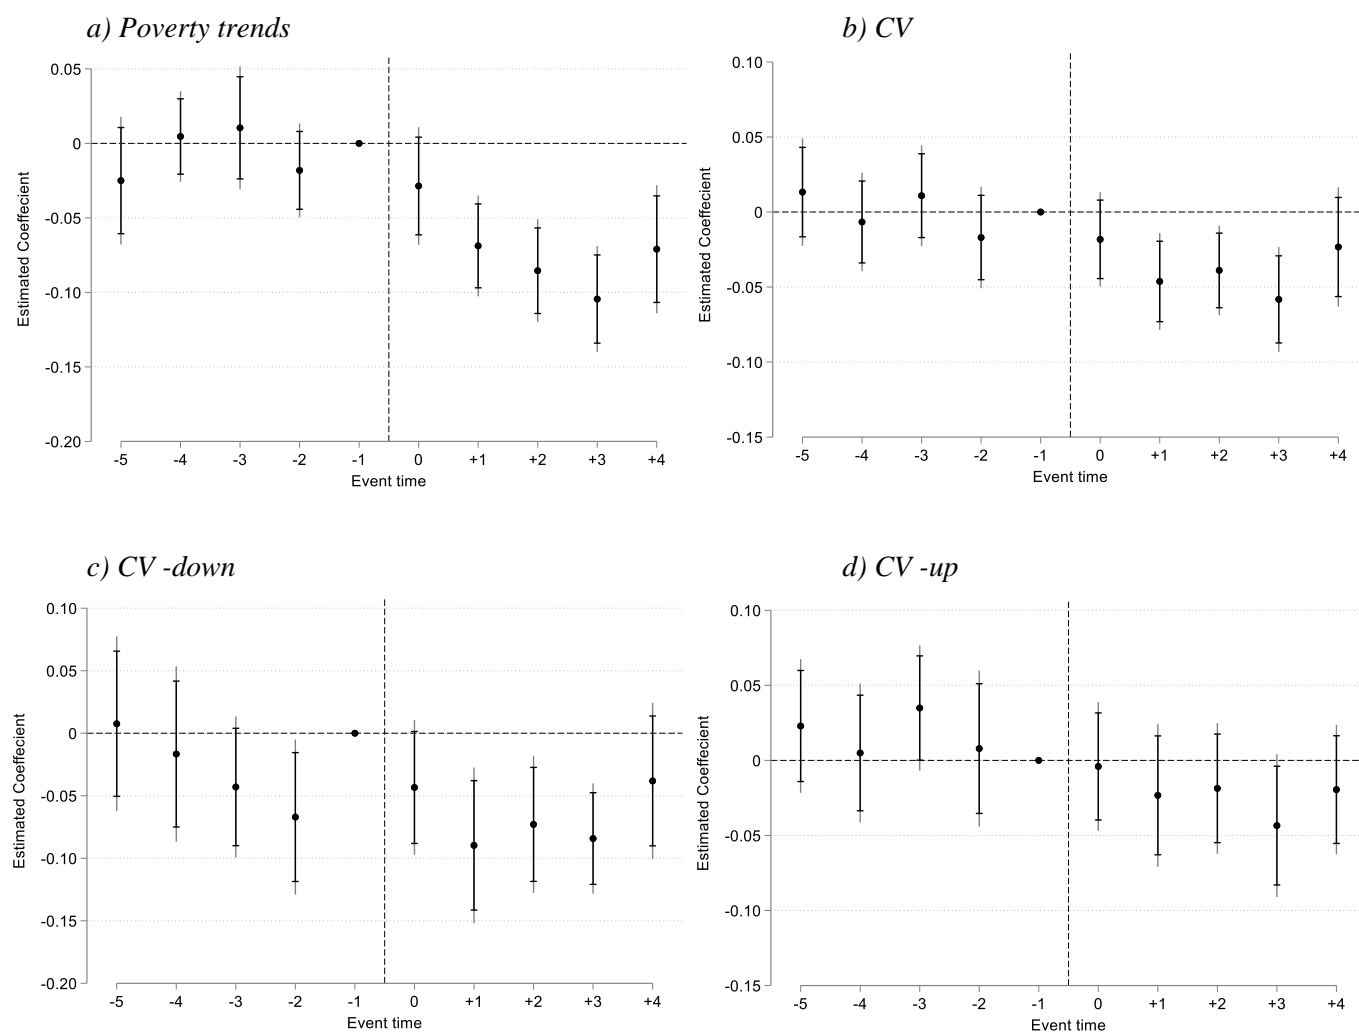 a) Poverty trends
0.05
0
-0.05
-0.10
-0.15
-0.20
Estimated Coeffecient
-5 -4 -3 -2 -1 0 +1 +2 +3 +4
Event time
b) CV
0.10
0.05
0
-0.05
-0.10
-0.15
Estimated Coeffecient
-5 -4 -3 -2 -1 0 +1 +2 +3 +4
Event time
c) CV -down
0.10
0.05
0
-0.05
-0.10
-0.15
-0.20
Estimated Coeffecient
-5 -4 -3 -2 -1 0 +1 +2 +3 +4
Event time
d) CV -up
0.10
0.05
0
-0.05
-0.10
-0.15
Estimated Coeffecient
-5 -4 -3 -2 -1 0 +1 +2 +3 +4
Event time